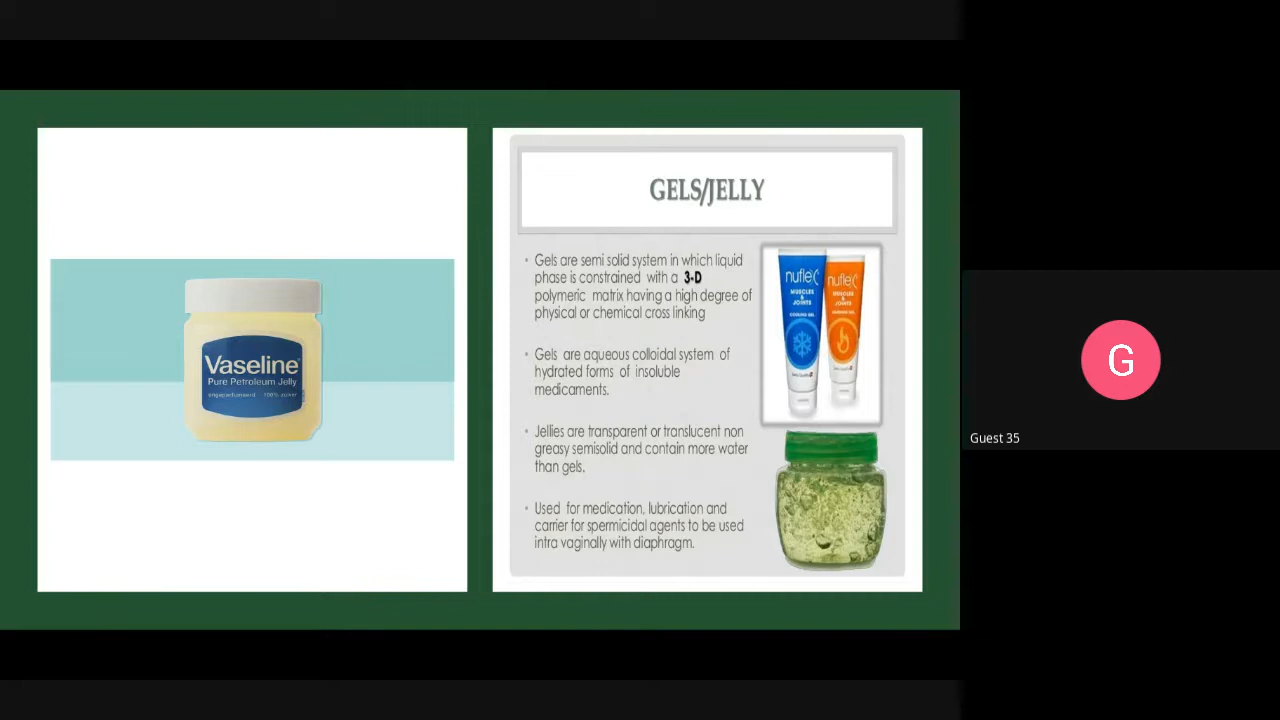 Vaseline
Pure Petroleum Jelly
GELS/JELLY
Gels are semi solid system in which liquid
phase is constrained with a 3-D
polymeric matrix having a high degree of
physical or chemical cross linking
Gels are aqueous colloidal system of
hydrated forms of insoluble
medicaments.
Jellies are transparent or translucent non
greasy semisolid and contain more water
than gels.
Used for medication, lubrication and
carrier for spermicidal agents to be used
intra vaginally with diaphragm.
nufleX
MUSCLES
&
JOINTS
COOLING GEL
nufleX
MUSCLES
&
JOINTS
G
Guest 35